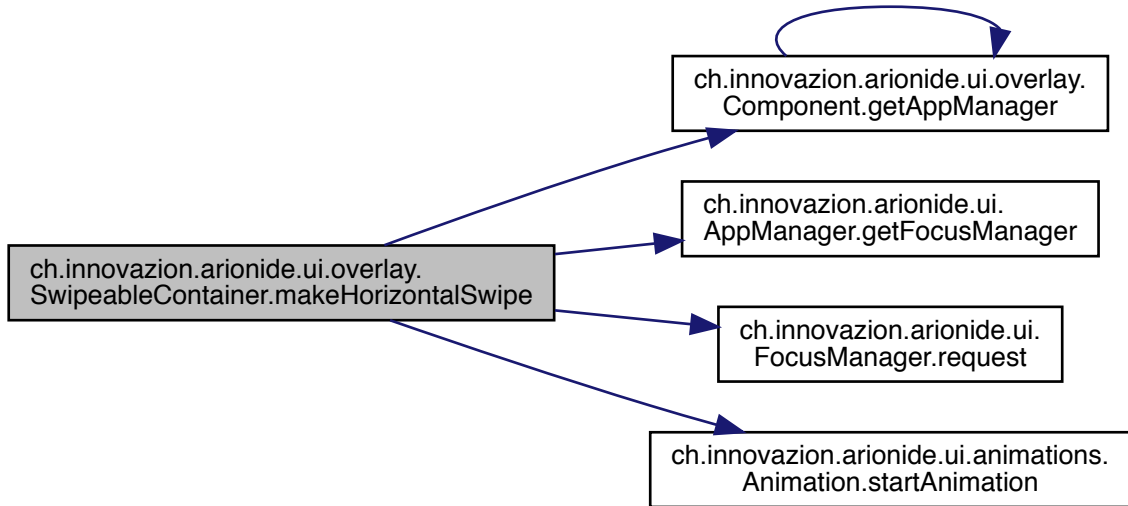 ch.innovazion.arionide.ui.overlay.
Component.getAppManager
ch.innovazion.arionide.ui.
AppManager.getFocusManager
ch.innovazion.arionide.ui.overlay.
SwipeableContainer.makeHorizontalSwipe
ch.innovazion.arionide.ui.
FocusManager.request
ch.innovazion.arionide.ui.animations.
Animation.startAnimation